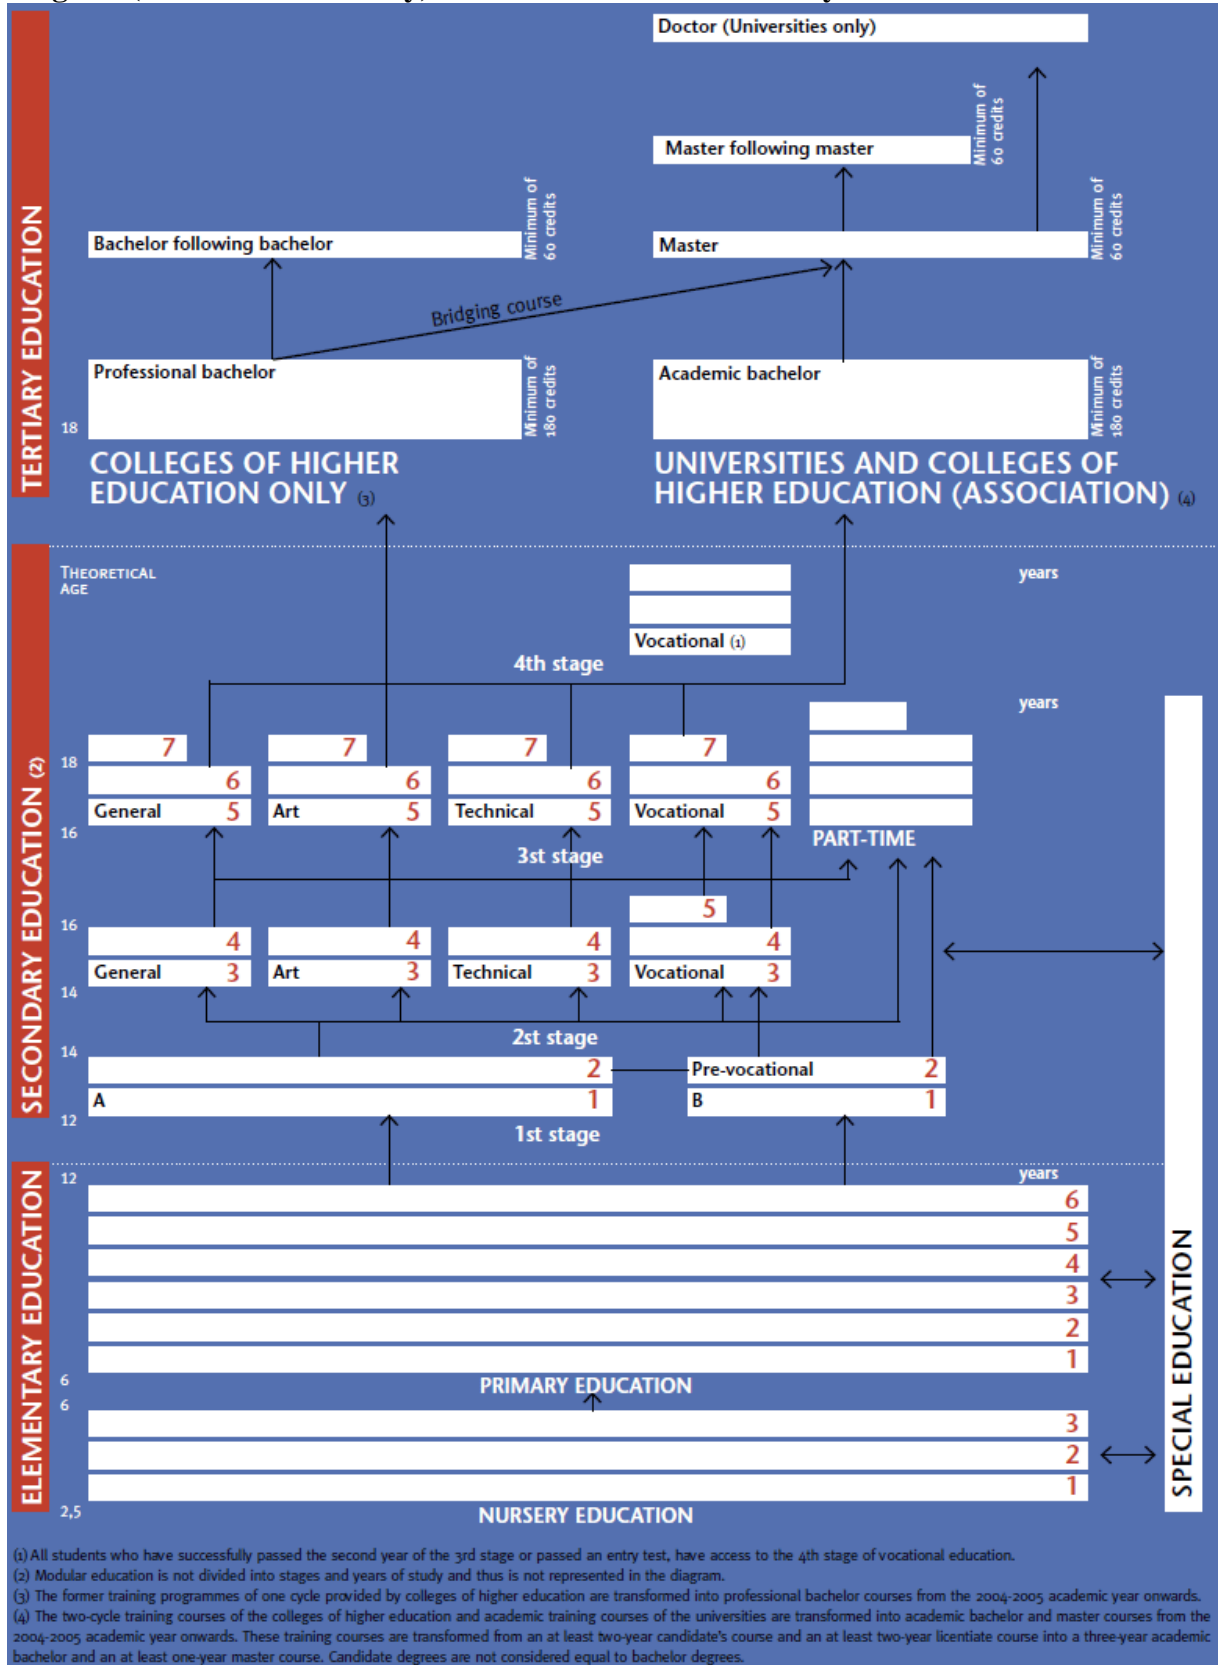 Doctor (Universities only)
Minimum of
60 credits
Master following master
TERTIARY EDUCATION
Minimum of
60 credits
Minimum of
60 credits
Bachelor following bachelor
Master
Bridging course
Professional bachelor
Minimum of
180 credits
Academic bachelor
Minimum of
180 credits
18
COLLEGES OF HIGHER
EDUCATION ONLY (3)
UNIVERSITIES AND COLLEGES OF
HIGHER EDUCATION (ASSOCIATION) (4)
SECONDARY EDUCATION (2)
THEORETICAL
AGE
years
Vocational (1)
4th stage
years
7 7 7 7
18
6 6 6 6
General 5 Art 5 Technical 5 Vocational 5
16
PART-TIME
3st stage
5
16
4 4 4 4
General 3 Art 3 Technical 3 Vocational 3
14
2st stage
14
2 Pre-vocational 2
A 1 B 1
12
1st stage
ELEMENTARY EDUCATION
12
years
6
5
4
3
2
1
6
PRIMARY EDUCATION
6
3
2
1
2,5
NURSERY EDUCATION
SPECIAL EDUCATION
(1) All students who have successfully passed the second year of the 3rd stage or passed an entry test, have access to the 4th stage of vocational education.
(2) Modular education is not divided into stages and years of study and thus is not represented in the diagram.
(3) The former training programmes of one cycle provided by colleges of higher education are transformed into professional bachelor courses from the 2004-2005 academic year onwards.
(4) The two-cycle training courses of the colleges of higher education and academic training courses of the universities are transformed into academic bachelor and master courses from the
2004-2005 academic year onwards. These training courses are transformed from an at least two-year candidate's course and an at least two-year licentiate course into a three-year academic
bachelor and an at least one-year master course. Candidate degrees are not considered equal to bachelor degrees.